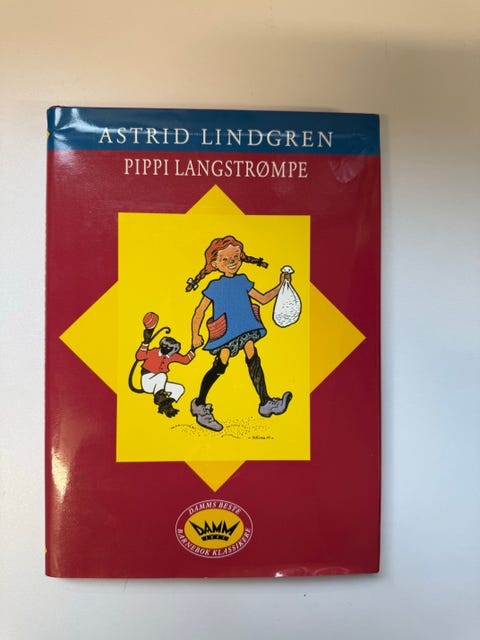 ASTRID LINDGREN
PIPPI LANGSTRØMPE
DAMMS BESTE
DAMM
BARNEBOK KLASSIKERE